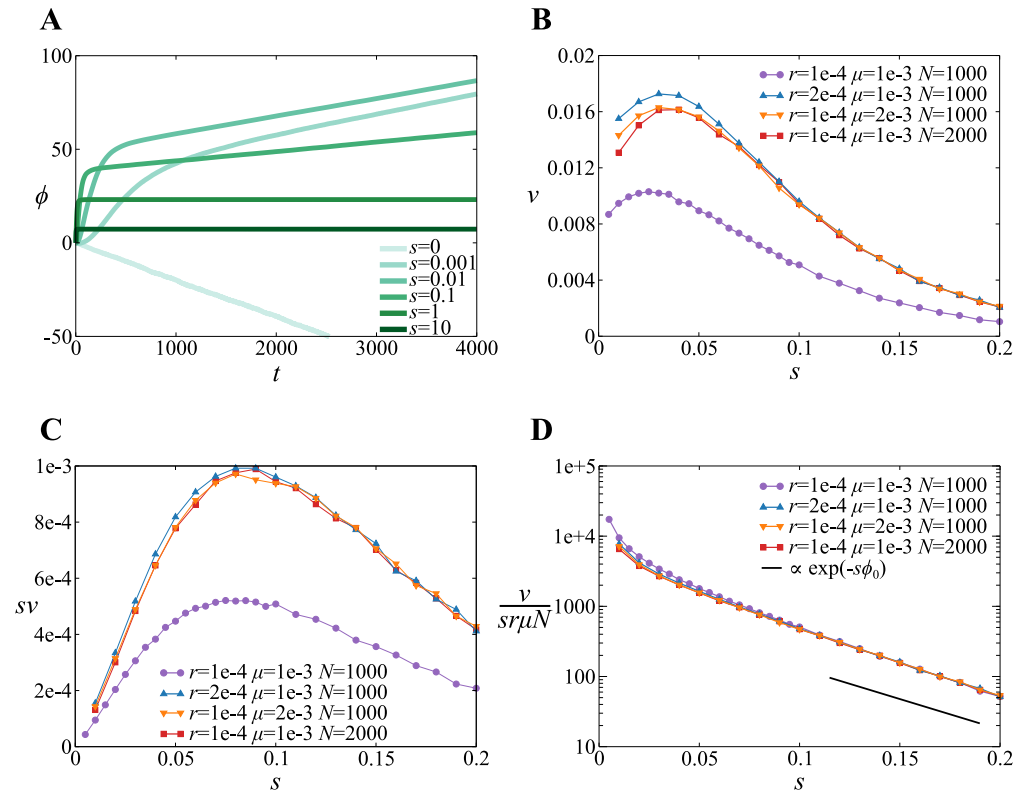 A
100
50
0
-50
ϕ
s=0
s=0.001
s=0.01
s=0.1
s=1
s=10
0 1000 2000 3000 4000
t
B
0.02
0.016
0.012
0.008
0.004
0
v
r=1e-4 μ=1e-3 N=1000
r=2e-4 μ=1e-3 N=1000
r=1e-4 μ=2e-3 N=1000
r=1e-4 μ=1e-3 N=2000
0 0.05 0.1 0.15 0.2
s
C
1e-3
8e-4
6e-4
4e-4
2e-4
0
sv
r=1e-4 μ=1e-3 N=1000
r=2e-4 μ=1e-3 N=1000
r=1e-4 μ=2e-3 N=1000
r=1e-4 μ=1e-3 N=2000
0 0.05 0.1 0.15 0.2
s
D
1e+5
1e+4
1000
100
10
v
srμN
r=1e-4 μ=1e-3 N=1000
r=2e-4 μ=1e-3 N=1000
r=1e-4 μ=2e-3 N=1000
r=1e-4 μ=1e-3 N=2000
∝ exp(-sϕ₀)
0 0.05 0.1 0.15 0.2
s